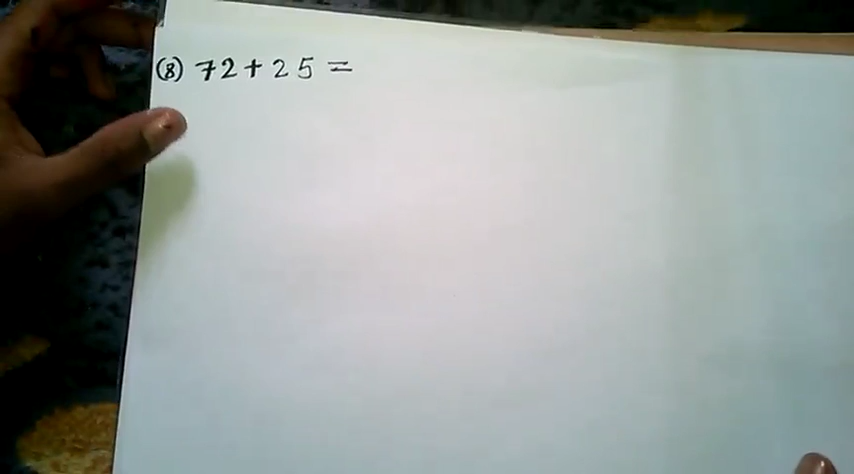 (8) 72 + 25 =